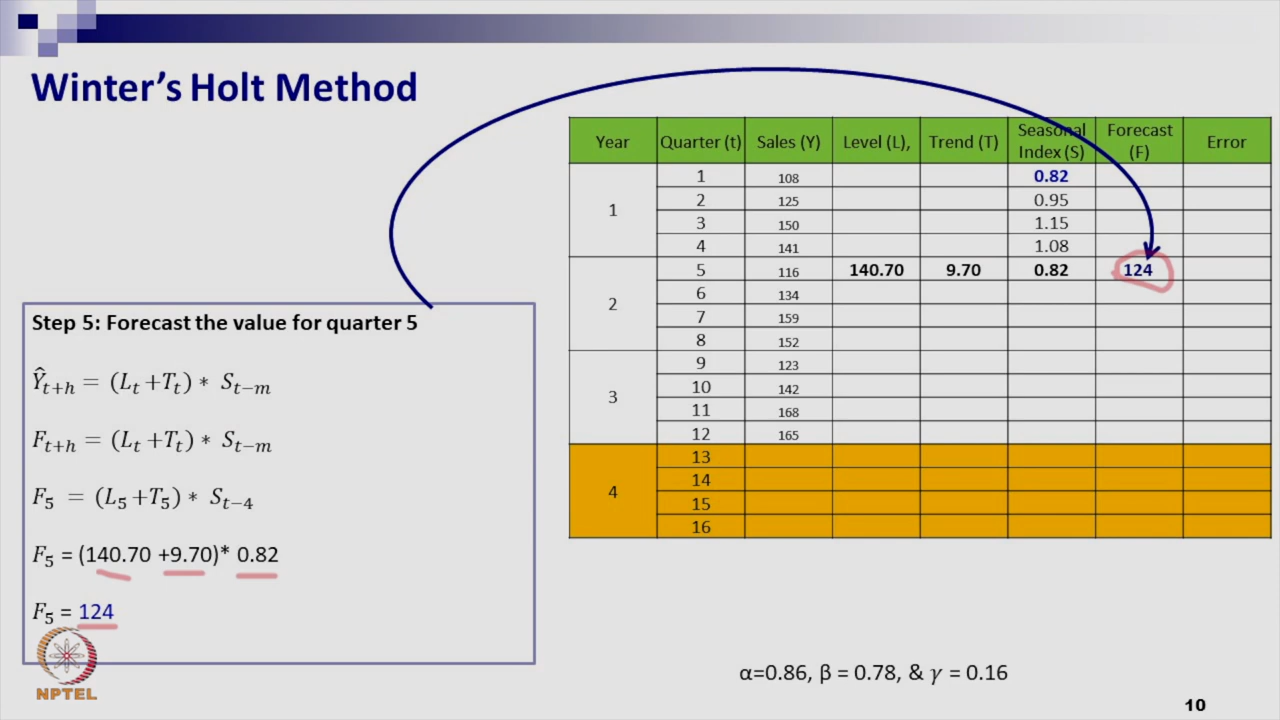 Winter's Holt Method
Year Quarter (t) Sales (Y) Level (L), Trend (T) Seasonal Index (S) Forecast (F) Error
1 1 108 0.82
2 125 0.95
3 150 1.15
4 141 1.08
2 5 116 140.70 9.70 0.82 124
6 134
7 159
8 152
3 9 123
10 142
11 168
12 165
4 13
14
15
16
Step 5: Forecast the value for quarter 5
Ŷₜ₊ₕ = (Lₜ +Tₜ) ∗ Sₜ₋ₘ
Fₜ₊ₕ = (Lₜ +Tₜ) ∗ Sₜ₋ₘ
F₅ = (L₅ +T₅) ∗ Sₜ₋₄
F₅ = (140.70 +9.70)* 0.82
F₅ = 124
NPTEL
α=0.86, β = 0.78, & γ = 0.16
10